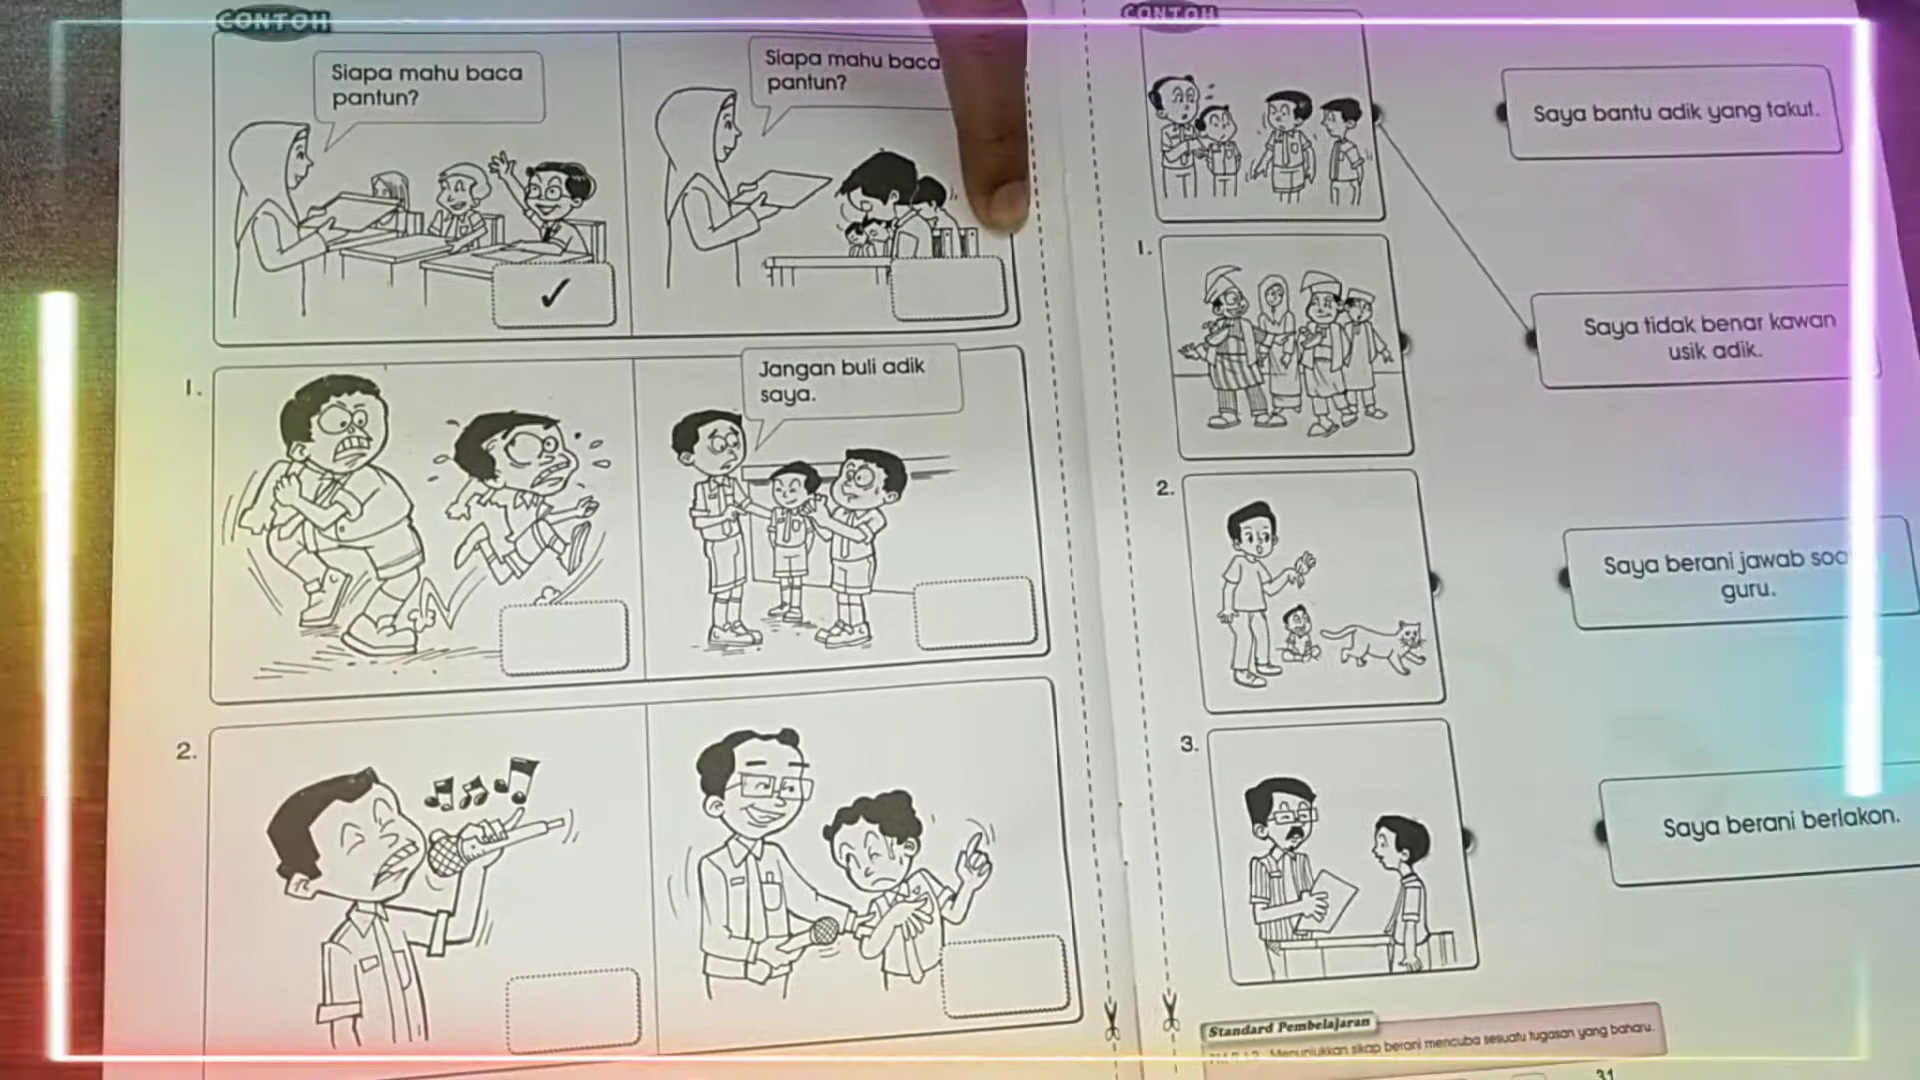 CONTOH
Siapa mahu baca
pantun?
Siapa mahu baca
pantun?
1.
Jangan buli adik
saya.
2.
CONTOH
Saya bantu adik yang takut.
1.
Saya tidak benar kawan
usik adik.
2.
Saya berani jawab soa
guru.
3.
Saya berani berlakon.
Standard Pembelajaran
Menunjukkan sikap berani mencuba sesuatu tugasan yang baharu.
31